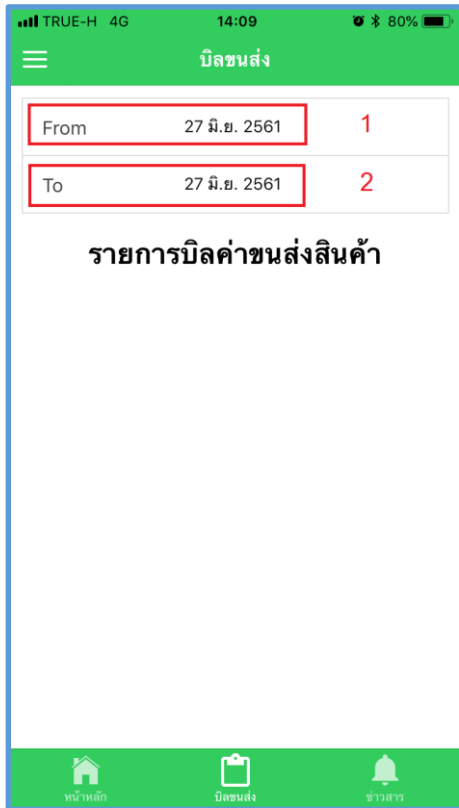 TRUE-H 4G 14:09 80%
บิลขนส่ง
From 27 มิ.ย. 2561 1
To 27 มิ.ย. 2561 2
รายการบิลค่าขนส่งสินค้า
หน้าหลัก บิลขนส่ง ข่าวสาร